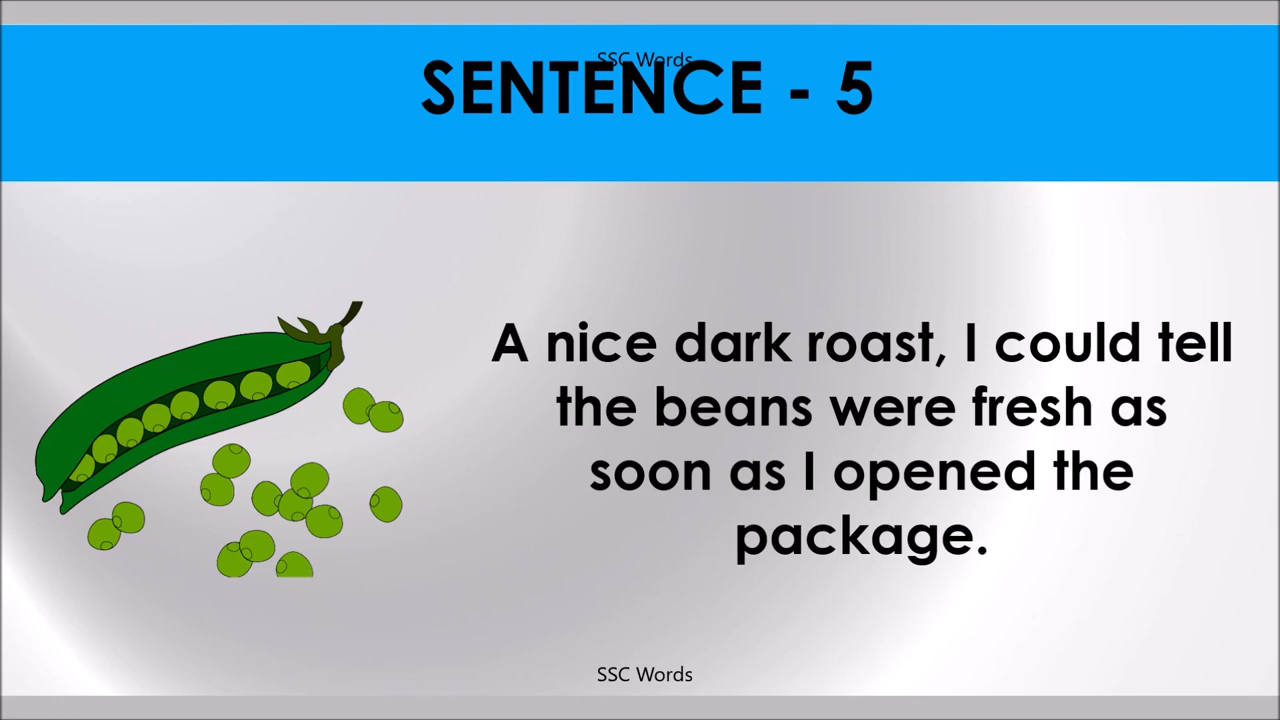 SSC Words
SENTENCE - 5
A nice dark roast, I could tell
the beans were fresh as
soon as I opened the
package.
SSC Words